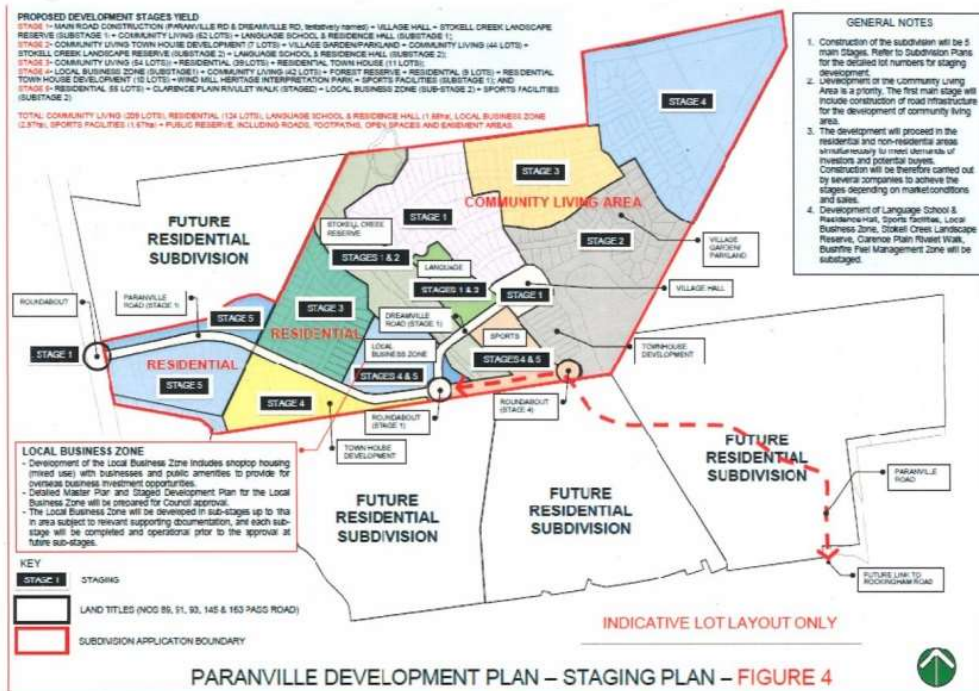 PROPOSED DEVELOPMENT STAGES YIELD
STAGE 1- MAIN ROAD CONSTRUCTION (PARANVILLE RD & DREAMVILLE RD, tentatively named) + VILLAGE HALL + STOKELL CREEK LANDSCAPE
RESERVE (SUBSTAGE 1) + COMMUNITY LIVING (62 LOTS) + LANGUAGE SCHOOL & RESIDENCE HALL (SUBSTAGE 1);
STAGE 2- COMMUNITY LIVING TOWN HOUSE DEVELOPMENT (7 LOTS) + VILLAGE GARDEN/PARKLAND + COMMUNITY LIVING (44 LOTS) +
STOKELL CREEK LANDSCAPE RESERVE (SUBSTAGE 2) + LANGUAGE SCHOOL & RESIDENCE HALL (SUBSTAGE 2);
STAGE 3- COMMUNITY LIVING (54 LOTS) + RESIDENTIAL (39 LOTS) + RESIDENTIAL TOWN HOUSE (11 LOTS);
STAGE 4- LOCAL BUSINESS ZONE (SUBSTAGE1) + COMMUNITY LIVING (42 LOTS) + FOREST RESERVE + RESIDENTIAL (9 LOTS) + RESIDENTIAL
TOWN HOUSE DEVELOPMENT (10 LOTS) + WIND MILL HERITAGE INTERPRETATION PARK + SPORTS FACILITIES (SUBSTAGE 1); AND
STAGE 5- RESIDENTIAL (55 LOTS) + CLARENCE PLAIN RIVULET WALK (STAGED) + LOCAL BUSINESS ZONE (SUB-STAGE 2) + SPORTS FACILITIES
(SUBSTAGE 2)
TOTAL: COMMUNITY LIVING (209 LOTS), RESIDENTIAL (124 LOTS), LANGUAGE SCHOOL & RESIDENCE HALL LOCAL BUSINESS ZONE
SPORTS FACILITIES + PUBLIC RESERVE, INCLUDING ROADS, FOOTPATHS, OPEN SPACES AND EASEMENT AREAS.
GENERAL NOTES
1. Construction of the subdivision will be 5
main Stages. Refer to Subdivision Plans
for the detailed lot numbers for staging
development.
2. Development of the Community Living
Area is a priority. The first main stage will
include construction of road infrastructure
for the development of community living
area.
3. The development will proceed in the
residential and non-residential areas
simultaneously to meet demands of
investors and potential buyers.
Construction will be therefore carried out
by several companies to achieve the
stages depending on market conditions
and sales.
4. Development of Language School &
Residence Hall, Sports facilities, Local
Business Zone, Stokell Creek Landscape
Reserve, Clarence Plain Rivulet Walk,
Bushfire Fuel Management Zone will be
substaged.
STAGE 4
STAGE 3
COMMUNITY LIVING AREA
STAGE 1
FUTURE
RESIDENTIAL
SUBDIVISION
STOKELL CREEK
RESERVE
STAGES 1 & 2
STAGE 2
VILLAGE
GARDEN/
PARKLAND
LANGUAGE
STAGES 1 & 2
VILLAGE HALL
STAGE 1
ROUNDABOUT
PARANVILLE
ROAD (STAGE 1)
STAGE 5
STAGE 3
RESIDENTIAL
DREAMVILLE
ROAD (STAGE 1)
SPORTS
STAGES 4 & 5
LOCAL
BUSINESS ZONE
STAGES 4 & 5
TOWNHOUSE
DEVELOPMENT
STAGE 1
RESIDENTIAL
STAGE 5
STAGE 4
ROUNDABOUT
(STAGE 1)
ROUNDABOUT
(STAGE 4)
TOWN HOUSE
DEVELOPMENT
FUTURE
RESIDENTIAL
SUBDIVISION
PARANVILLE
ROAD
LOCAL BUSINESS ZONE
- Development of the Local Business Zone includes shoptop housing
(mixed use) with businesses and public amenities to provide for
overseas business investment opportunities.
- Detailed Master Plan and Staged Development Plan for the Local
Business Zone will be prepared for Council approval.
- The Local Business Zone will be developed in sub-stages up to 1ha
in area subject to relevant supporting documentation, and each sub-
stage will be completed and operational prior to the approval of
future sub-stages.
FUTURE
RESIDENTIAL
SUBDIVISION
FUTURE
RESIDENTIAL
SUBDIVISION
FUTURE LINK TO
ROCKINGHAM ROAD
KEY
STAGE 1 STAGING
LAND TITLES (NOS 89, 91, 93, 145 & 163 PASS ROAD)
SUBDIVISION APPLICATION BOUNDARY
INDICATIVE LOT LAYOUT ONLY
PARANVILLE DEVELOPMENT PLAN – STAGING PLAN – FIGURE 4